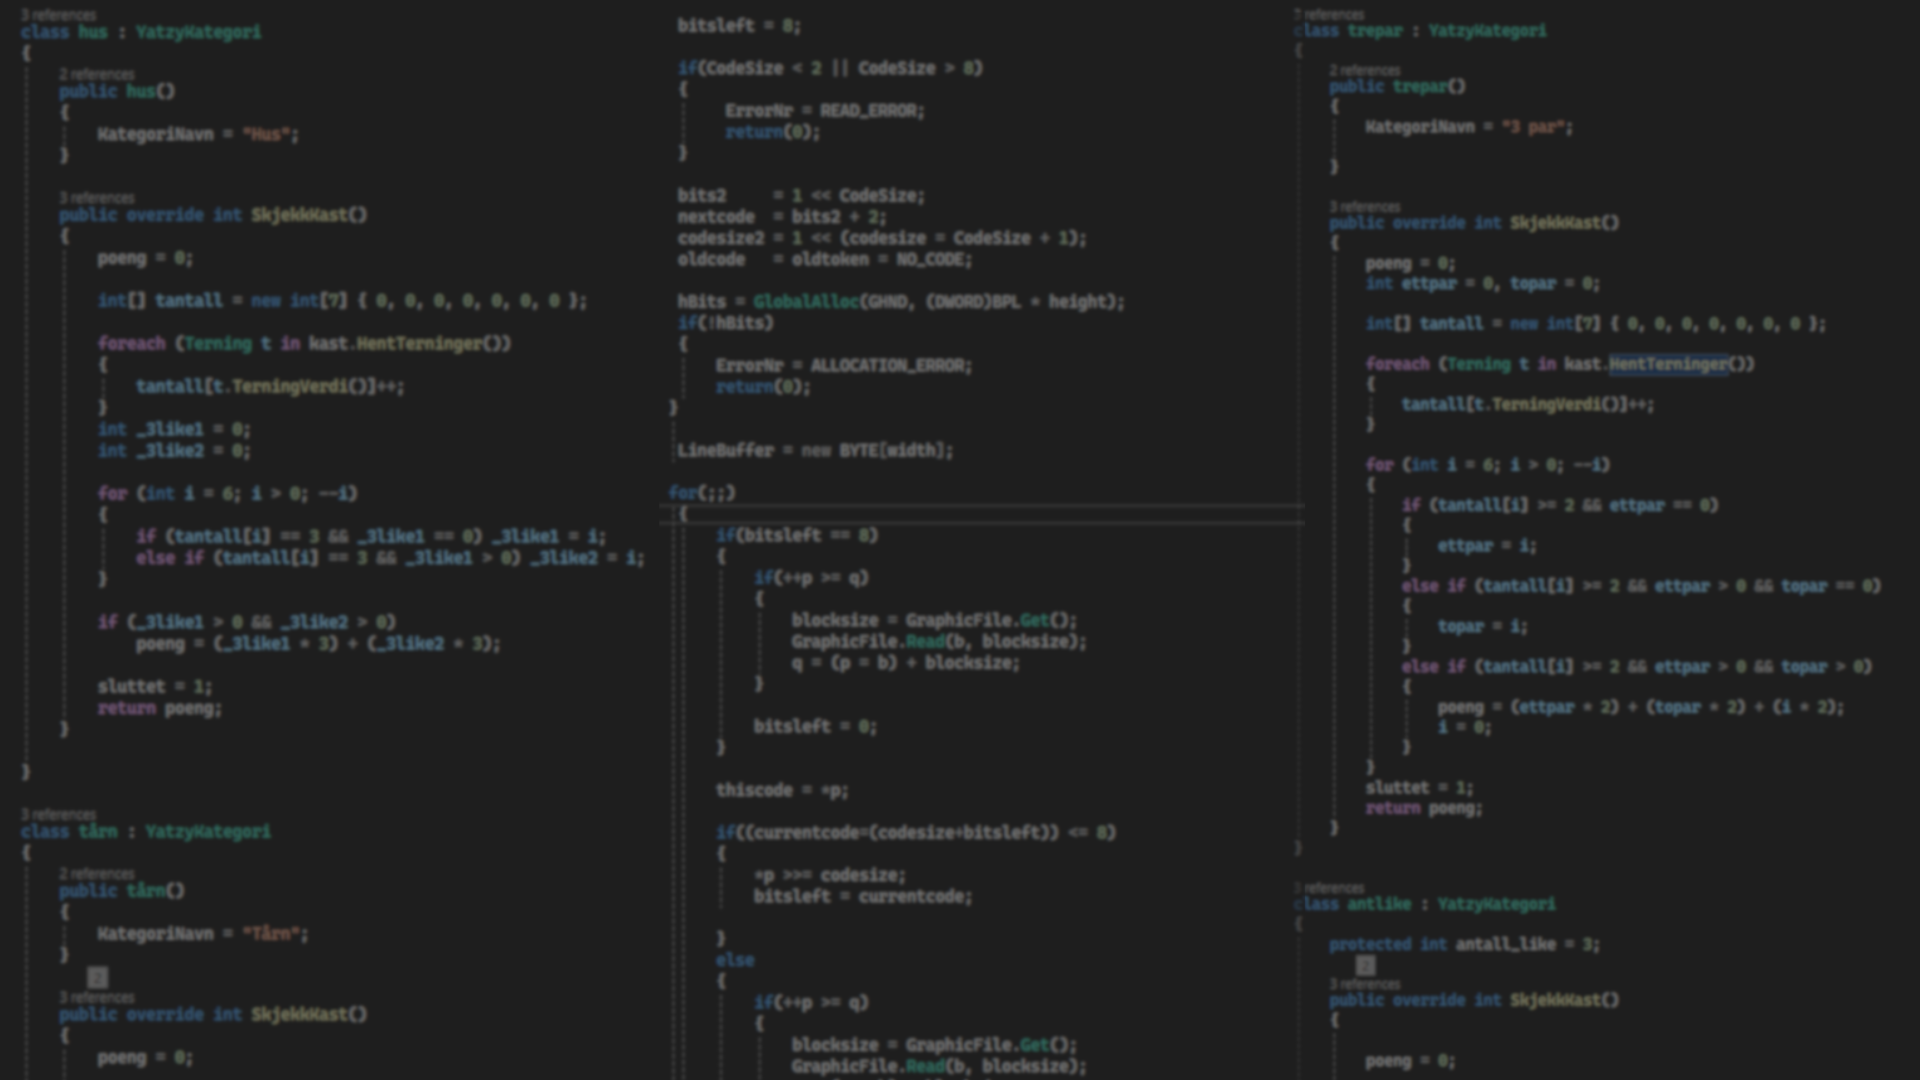 3 references
class hus : YatzyKategori
{
2 references
public hus()
{
KategoriNavn = "Hus";
}
3 references
public override int SkjekkKast()
{
poeng = 0;
int[] tantall = new int[7] { 0, 0, 0, 0, 0, 0, 0 };
foreach (Terning t in kast.HentTerninger())
{
tantall[t.TerningVerdi()]++;
}
int _3like1 = 0;
int _3like2 = 0;
for (int i = 6; i > 0; --i)
{
if (tantall[i] == 3 && _3like1 == 0) _3like1 = i;
else if (tantall[i] == 3 && _3like1 > 0) _3like2 = i;
}
if (_3like1 > 0 && _3like2 > 0)
poeng = (_3like1 * 3) + (_3like2 * 3);
sluttet = 1;
return poeng;
}
}
3 references
class tårn : YatzyKategori
{
2 references
public tårn()
{
KategoriNavn = "Tårn";
}
3 references
public override int SkjekkKast()
{
poeng = 0;
bitsleft = 8;
if(CodeSize < 2 || CodeSize > 8)
{
ErrorNr = READ_ERROR;
return(0);
}
bits2 = 1 << CodeSize;
nextcode = bits2 + 2;
codesize2 = 1 << (codesize = CodeSize + 1);
oldcode = oldtoken = NO_CODE;
hBits = GlobalAlloc(GHND, (DWORD)BPL * height);
if(!hBits)
{
ErrorNr = ALLOCATION_ERROR;
return(0);
}
LineBuffer = new BYTE[width];
for(;;)
{
if(bitsleft == 8)
{
if(++p >= q)
{
blocksize = GraphicFile.Get();
GraphicFile.Read(b, blocksize);
q = (p = b) + blocksize;
}
bitsleft = 0;
}
thiscode = *p;
if((currentcode=(codesize+bitsleft)) <= 8)
{
*p >>= codesize;
bitsleft = currentcode;
}
else
{
if(++p >= q)
{
blocksize = GraphicFile.Get();
GraphicFile.Read(b, blocksize);
references
class trepar : YatzyKategori
{
2 references
public trepar()
{
KategoriNavn = "3 par";
}
3 references
public override int SkjekkKast()
{
poeng = 0;
int ettpar = 0, topar = 0;
int[] tantall = new int[7] { 0, 0, 0, 0, 0, 0, 0 };
foreach (Terning t in kast.HentTerninger())
{
tantall[t.TerningVerdi()]++;
}
for (int i = 6; i > 0; --i)
{
if (tantall[i] >= 2 && ettpar == 0)
{
ettpar = i;
}
else if (tantall[i] >= 2 && ettpar > 0 && topar == 0)
{
topar = i;
}
else if (tantall[i] >= 2 && ettpar > 0 && topar > 0)
{
poeng = (ettpar * 2) + (topar * 2) + (i * 2);
i = 0;
}
}
sluttet = 1;
return poeng;
}
}
references
class antlike : YatzyKategori
{
protected int antall_like = 3;
3 references
public override int SkjekkKast()
{
poeng = 0;